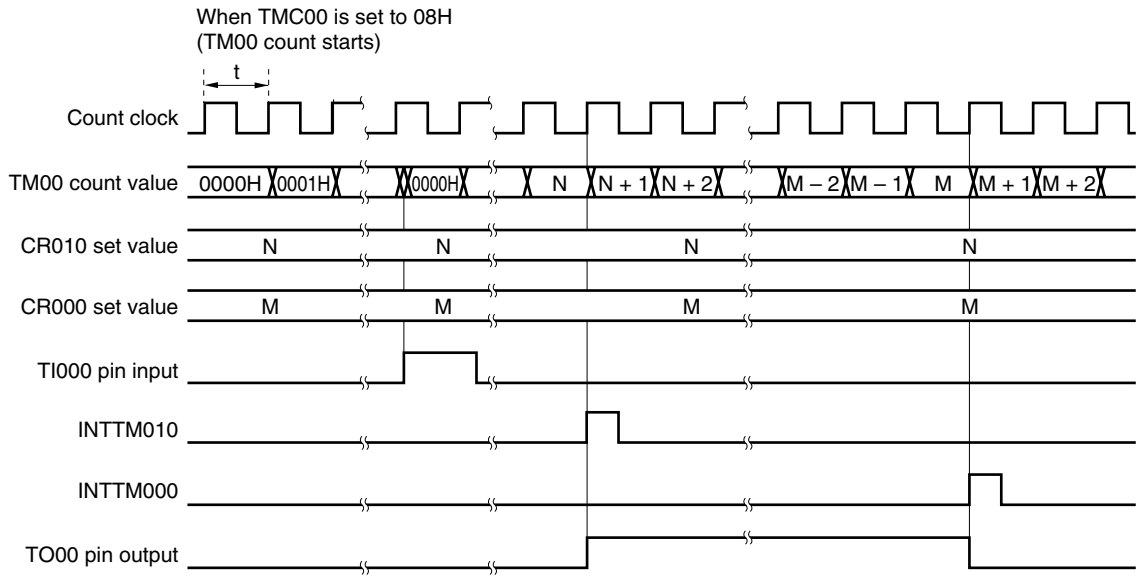 When TMC00 is set to 08H
(TM00 count starts)
t
Count clock
TM00 count value 0000H 0001H 0000H N N + 1 N + 2 M − 2 M − 1 M M + 1 M + 2
CR010 set value N N N N
CR000 set value M M M M
TI000 pin input
INTTM010
INTTM000
TO00 pin output